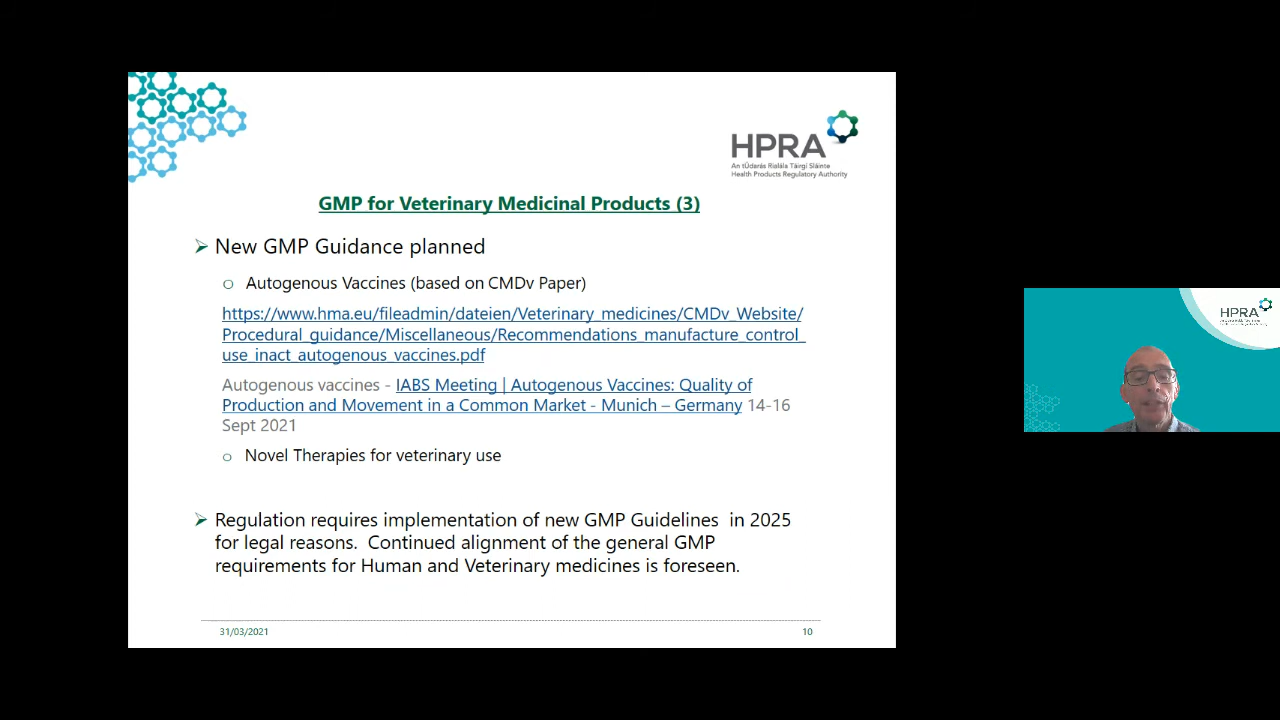 HPRA
An tÚdarás Rialála Táirgí Sláinte
Health Products Regulatory Authority
GMP for Veterinary Medicinal Products (3)
New GMP Guidance planned
Autogenous Vaccines (based on CMDv Paper)
https://www.hma.eu/fileadmin/dateien/Veterinary_medicines/CMDv_Website/
Procedural_guidance/Miscellaneous/Recommendations_manufacture_control_
use_inact_autogenous_vaccines.pdf
Autogenous vaccines - IABS Meeting | Autogenous Vaccines: Quality of
Production and Movement in a Common Market - Munich – Germany 14-16
Sept 2021
Novel Therapies for veterinary use
Regulation requires implementation of new GMP Guidelines in 2025
for legal reasons. Continued alignment of the general GMP
requirements for Human and Veterinary medicines is foreseen.
31/03/2021
10
HPRA